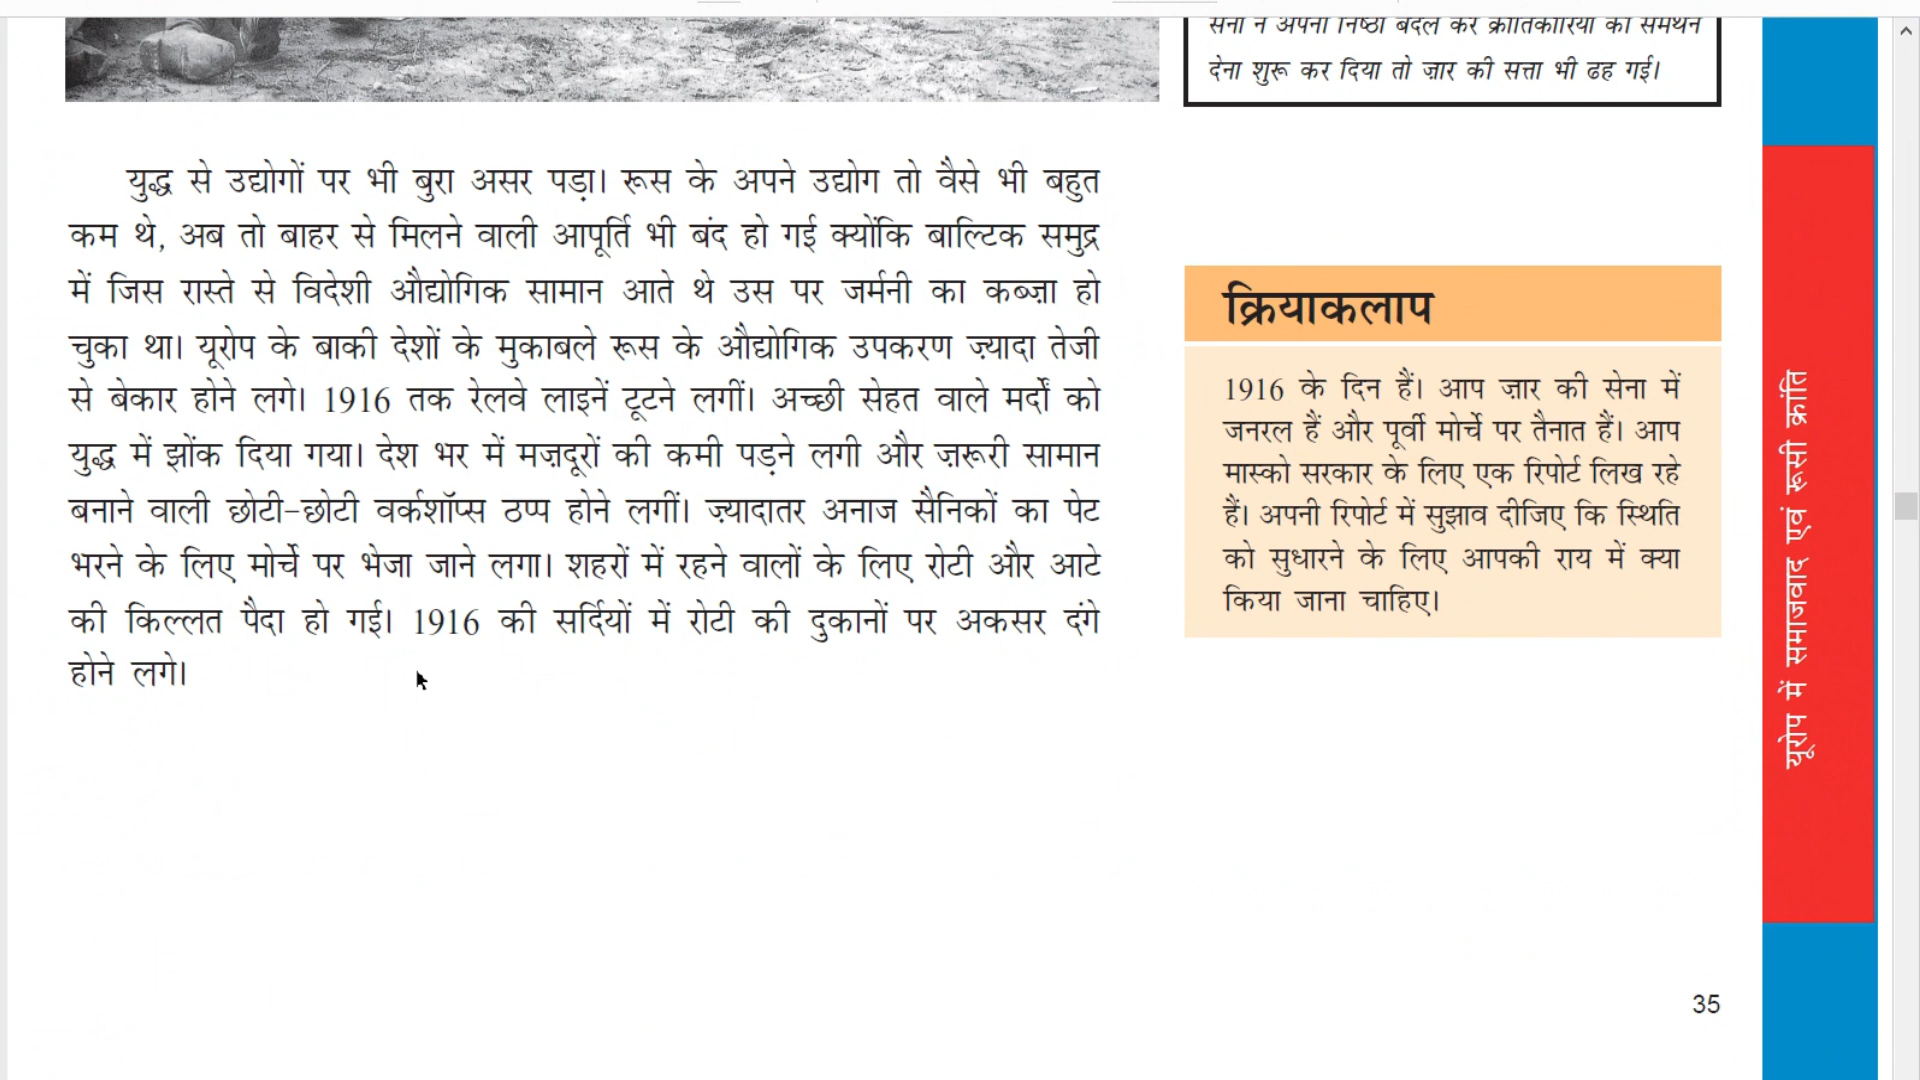 सेना ने अपनी निष्ठा बदल कर क्रांतिकारियों को समर्थन
देना शुरू कर दिया तो ज़ार की सत्ता भी ढह गई।
युद्ध से उद्योगों पर भी बुरा असर पड़ा। रूस के अपने उद्योग तो वैसे भी बहुत
कम थे, अब तो बाहर से मिलने वाली आपूर्ति भी बंद हो गई क्योंकि बाल्टिक समुद्र
में जिस रास्ते से विदेशी औद्योगिक सामान आते थे उस पर जर्मनी का कब्ज़ा हो
चुका था। यूरोप के बाकी देशों के मुकाबले रूस के औद्योगिक उपकरण ज़्यादा तेजी
से बेकार होने लगे। 1916 तक रेलवे लाइनें टूटने लगीं। अच्छी सेहत वाले मर्दों को
युद्ध में झोंक दिया गया। देश भर में मज़दूरों की कमी पड़ने लगी और ज़रूरी सामान
बनाने वाली छोटी-छोटी वर्कशॉप्स ठप्प होने लगीं। ज़्यादातर अनाज सैनिकों का पेट
भरने के लिए मोर्चे पर भेजा जाने लगा। शहरों में रहने वालों के लिए रोटी और आटे
की किल्लत पैदा हो गई। 1916 की सर्दियों में रोटी की दुकानों पर अकसर दंगे
होने लगे।
क्रियाकलाप
1916 के दिन हैं। आप ज़ार की सेना में
जनरल हैं और पूर्वी मोर्चे पर तैनात हैं। आप
मास्को सरकार के लिए एक रिपोर्ट लिख रहे
हैं। अपनी रिपोर्ट में सुझाव दीजिए कि स्थिति
को सुधारने के लिए आपकी राय में क्या
किया जाना चाहिए।
यूरोप में समाजवाद एवं रूसी क्रांति
35